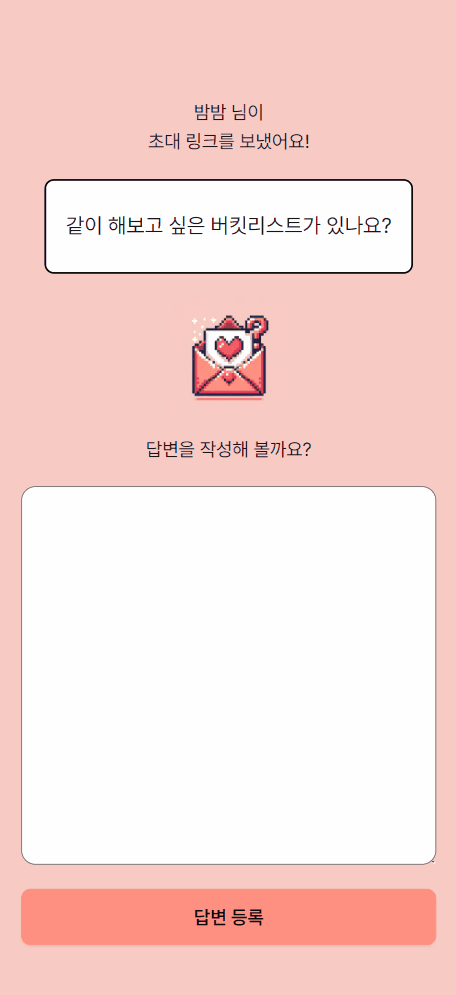 밤밤 님이
초대 링크를 보냈어요!
같이 해보고 싶은 버킷리스트가 있나요?
답변을 작성해 볼까요?
답변 등록